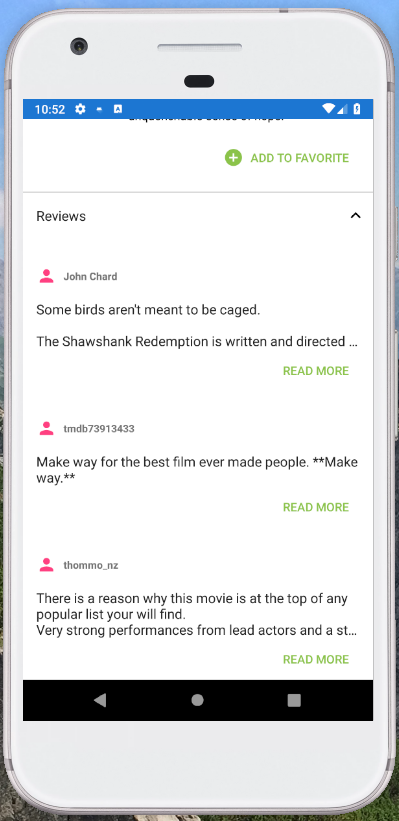 10:52
ADD TO FAVORITE
Reviews
John Chard
Some birds aren't meant to be caged.
The Shawshank Redemption is written and directed ...
READ MORE
tmdb73913433
Make way for the best film ever made people. **Make
way.**
READ MORE
thommo_nz
There is a reason why this movie is at the top of any
popular list your will find.
Very strong performances from lead actors and a st...
READ MORE